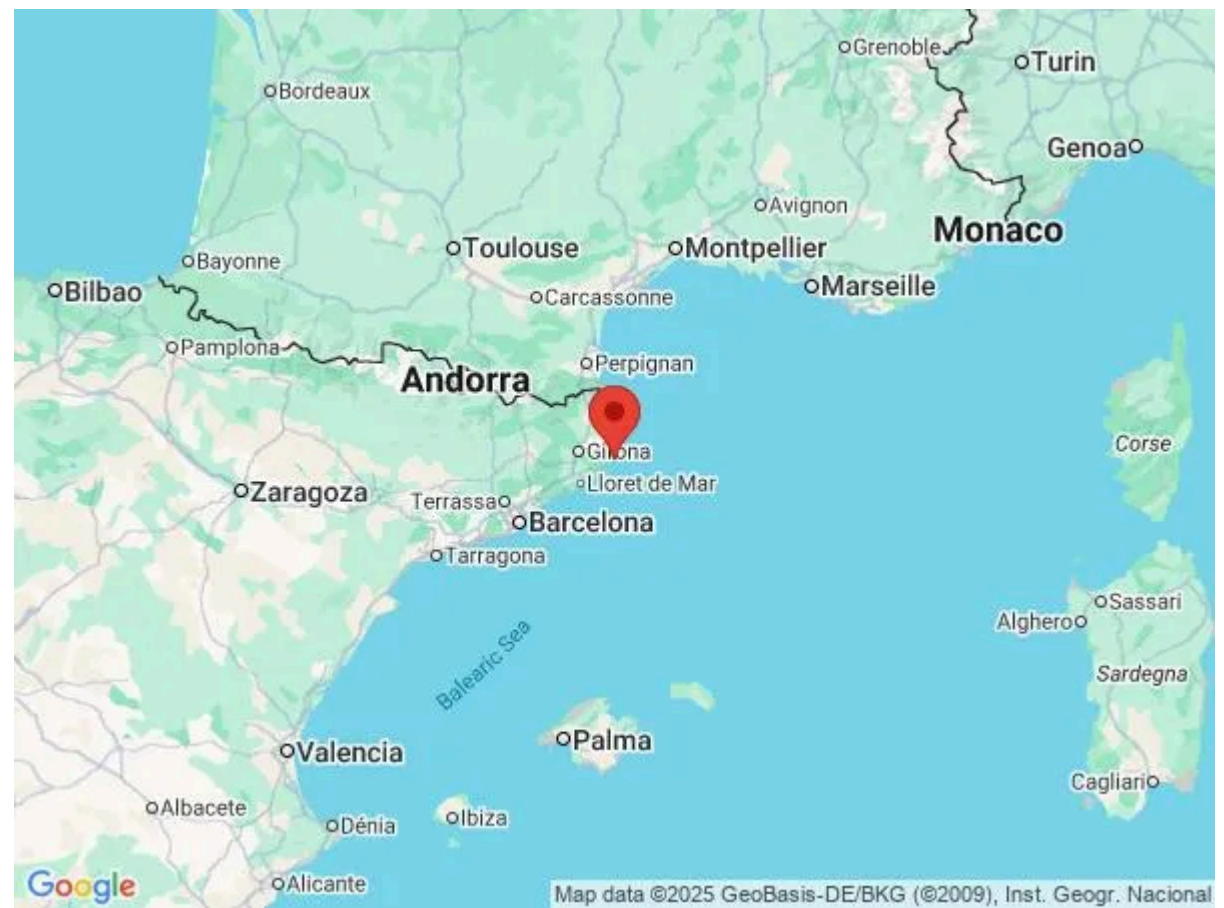 Grenoble
Turin
Bordeaux
Genoa
Avignon
Monaco
Toulouse
Montpellier
Bayonne
Marseille
Bilbao
Carcassonne
Pamplona
Perpignan
Andorra
Corse
Girona
Lloret de Mar
Zaragoza
Terrassa
Barcelona
Tarragona
Sassari
Alghero
Balearic Sea
Sardegna
Palma
Valencia
Cagliari
Albacete
Ibiza
Dénia
Alicante
Google
Map data ©2025 GeoBasis-DE/BKG (©2009), Inst. Geogr. Nacional